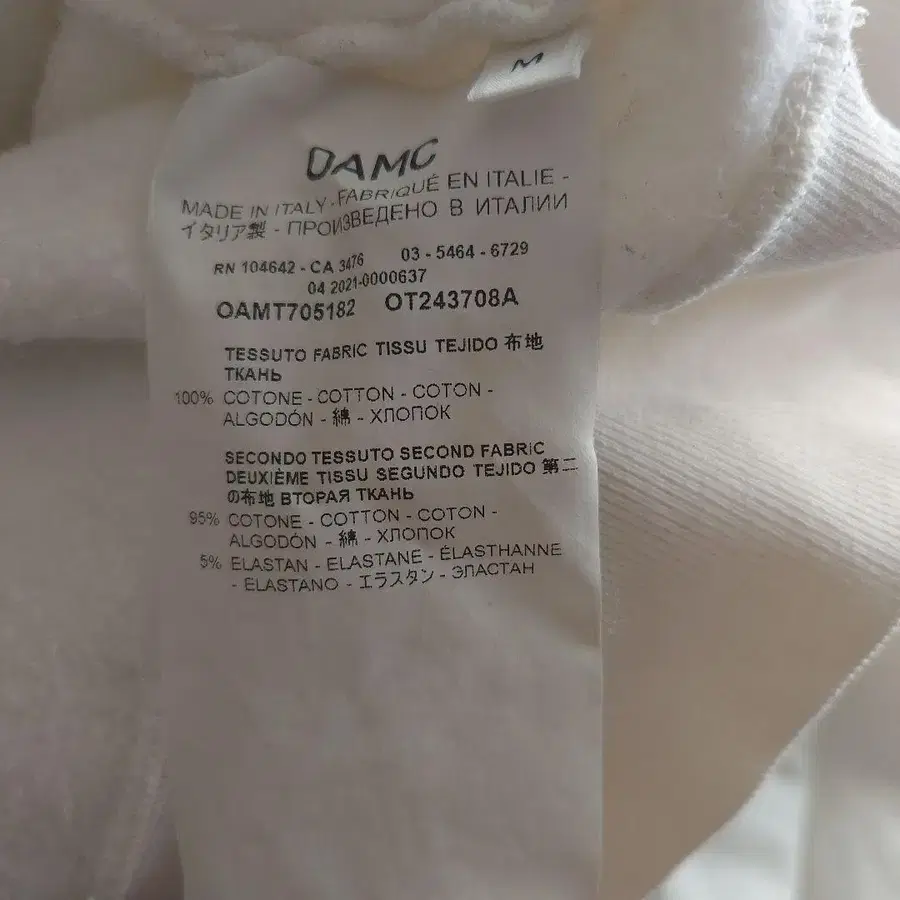 M
OAMC
MADE IN ITALY - FABRIQUÉ EN ITALIE -
イタリア製 - ПРОИЗВЕДЕНО В ИТАЛИИ
RN 104642 - CA 3476 03 - 5464 - 6729
04 2021-0000637
OAMT705182 OT243708A
TESSUTO FABRIC TISSU TEJIDO 布地
ТКАНЬ
100% COTONE - COTTON - COTON -
ALGODÓN - 綿 - ХЛОПОК
SECONDO TESSUTO SECOND FABRIC
DEUXIÈME TISSU SEGUNDO TEJIDO 第二
の布地 ВТОРАЯ ТКАНЬ
95% COTONE - COTTON - COTON -
ALGODÓN - 綿 - ХЛОПОК
5% ELASTAN - ELASTANE - ÉLASTHANNE
- ELASTANO - エラスタン - ЭЛАСТАН